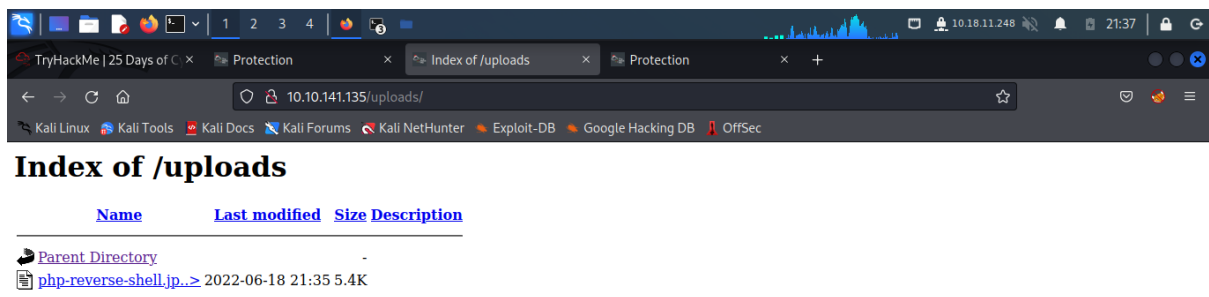 1 2 3 4 3 10.18.11.248 21:37
TryHackMe | 25 Days of Cy Protection Index of /uploads Protection
10.10.141.135/uploads/
Kali Linux Kali Tools Kali Docs Kali Forums Kali NetHunter Exploit-DB Google Hacking DB OffSec
Index of /uploads
Name Last modified Size Description
Parent Directory -
php-reverse-shell.jp..> 2022-06-18 21:35 5.4K